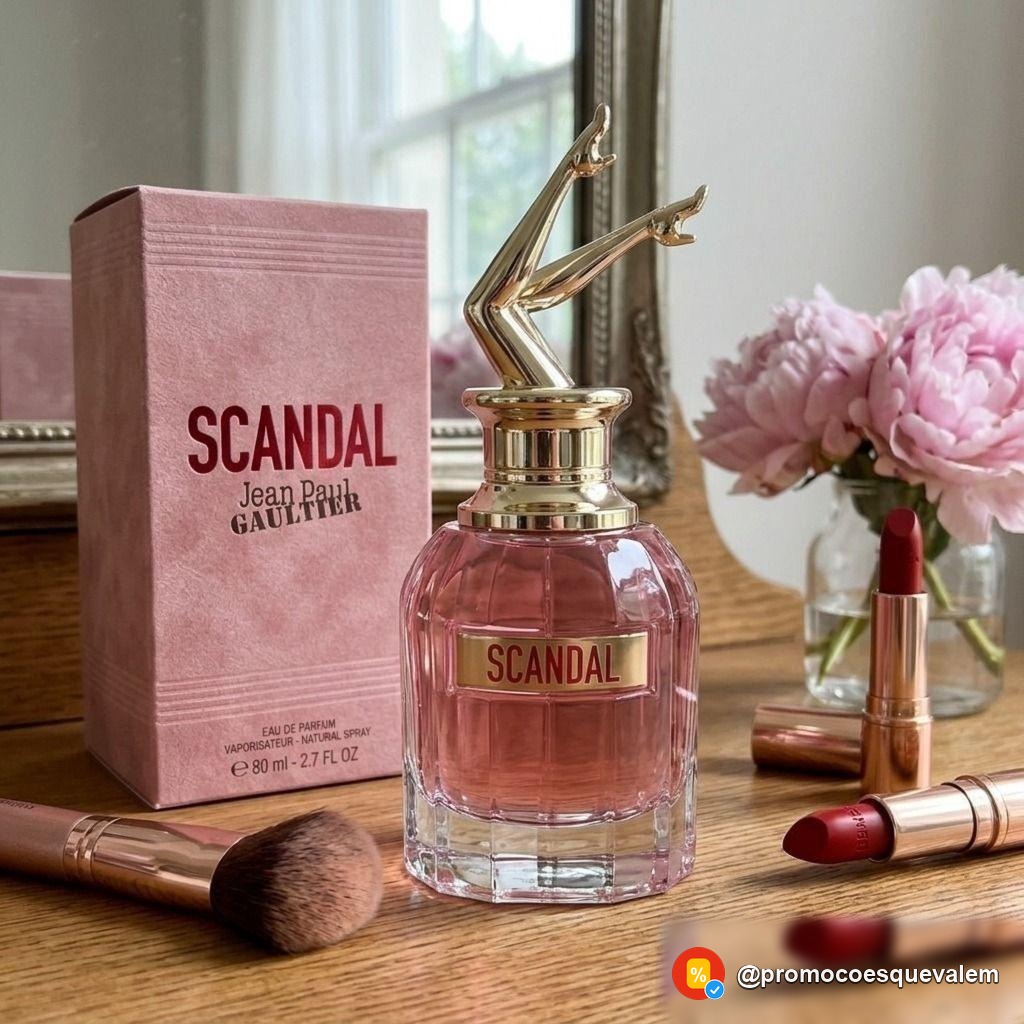 SCANDAL
Jean Paul
GAULTIER
EAU DE PARFUM
VAPORISATEUR - NATURAL SPRAY
℮ 80 ml - 2.7 FL OZ
SCANDAL
%
@promocoesquevalem